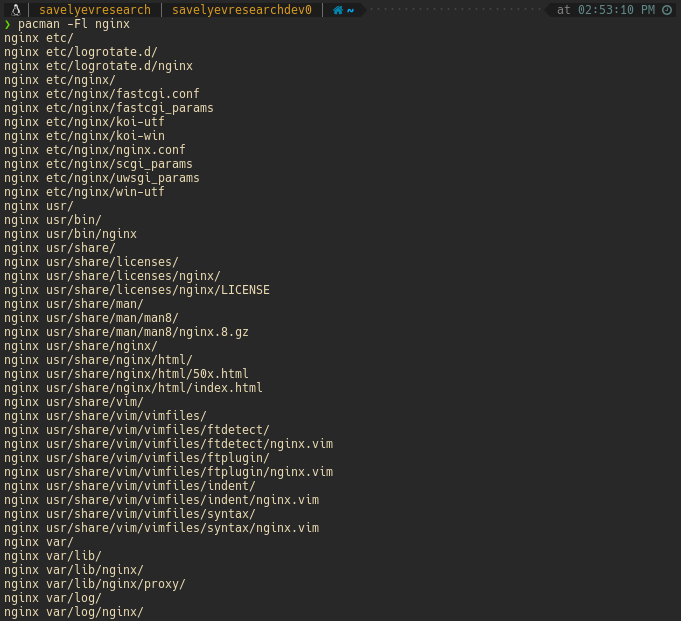 savelyevresearch | savelyevresearchdev0 | ~ at 02:53:10 PM
❯ pacman -Fl nginx
nginx etc/
nginx etc/logrotate.d/
nginx etc/logrotate.d/nginx
nginx etc/nginx/
nginx etc/nginx/fastcgi.conf
nginx etc/nginx/fastcgi_params
nginx etc/nginx/koi-utf
nginx etc/nginx/koi-win
nginx etc/nginx/nginx.conf
nginx etc/nginx/scgi_params
nginx etc/nginx/uwsgi_params
nginx etc/nginx/win-utf
nginx usr/
nginx usr/bin/
nginx usr/bin/nginx
nginx usr/share/
nginx usr/share/licenses/
nginx usr/share/licenses/nginx/
nginx usr/share/licenses/nginx/LICENSE
nginx usr/share/man/
nginx usr/share/man/man8/
nginx usr/share/man/man8/nginx.8.gz
nginx usr/share/nginx/
nginx usr/share/nginx/html/
nginx usr/share/nginx/html/50x.html
nginx usr/share/nginx/html/index.html
nginx usr/share/vim/
nginx usr/share/vim/vimfiles/
nginx usr/share/vim/vimfiles/ftdetect/
nginx usr/share/vim/vimfiles/ftdetect/nginx.vim
nginx usr/share/vim/vimfiles/ftplugin/
nginx usr/share/vim/vimfiles/ftplugin/nginx.vim
nginx usr/share/vim/vimfiles/indent/
nginx usr/share/vim/vimfiles/indent/nginx.vim
nginx usr/share/vim/vimfiles/syntax/
nginx usr/share/vim/vimfiles/syntax/nginx.vim
nginx var/
nginx var/lib/
nginx var/lib/nginx/
nginx var/lib/nginx/proxy/
nginx var/log/
nginx var/log/nginx/